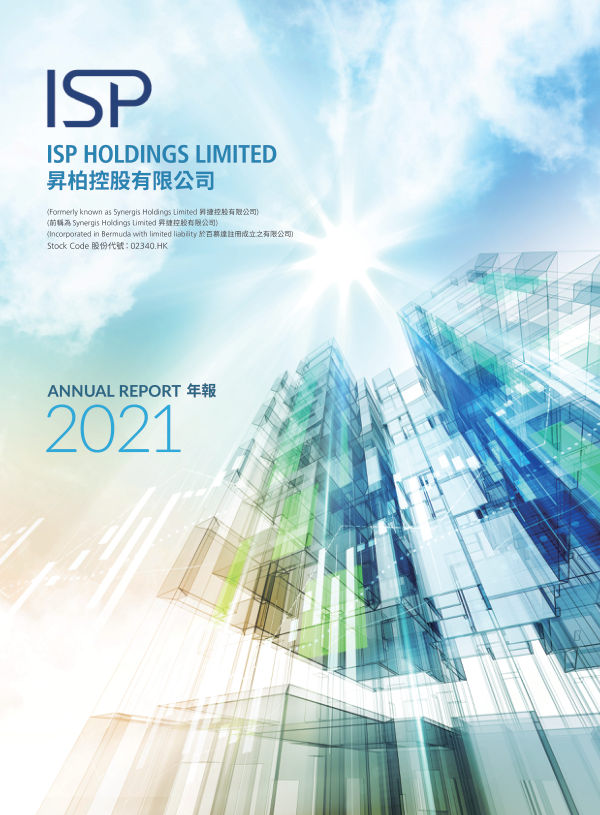 ISP
ISP HOLDINGS LIMITED
昇柏控股有限公司
(Formerly known as Synergis Holdings Limited 昇捷控股有限公司)
(前稱為 Synergis Holdings Limited 昇捷控股有限公司)
(Incorporated in Bermuda with limited liability 於百慕達註冊成立之有限公司)
Stock Code 股份代號：02340.HK
ANNUAL REPORT 年報
2021